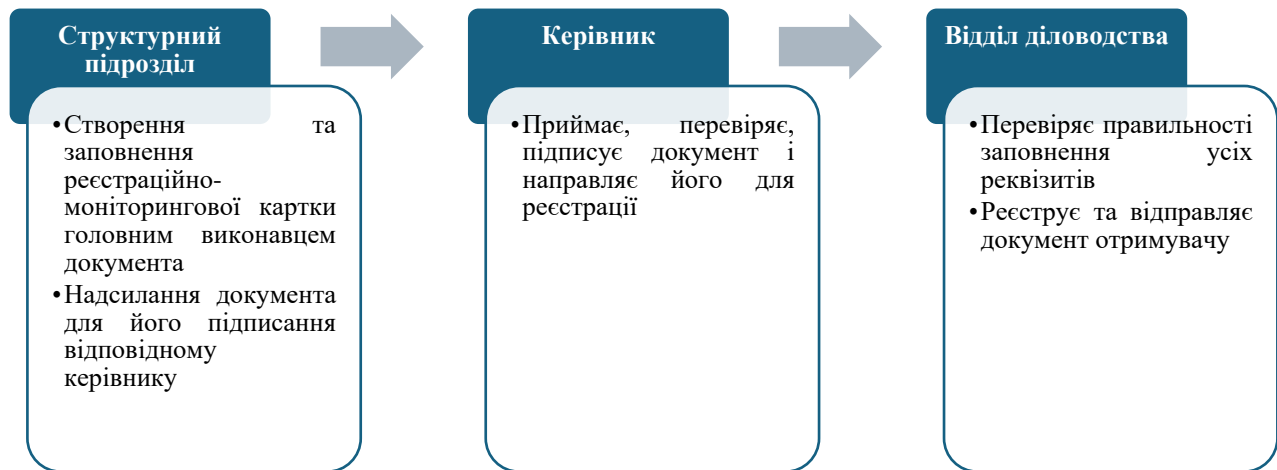 Структурний
підрозділ
•Створення та
заповнення
реєстраційно-
моніторингової картки
головним виконавцем
документа
•Надсилання документа
для його підписання
відповідному
керівнику
Керівник
•Приймає, перевіряє,
підписує документ і
направляє його для
реєстрації
Відділ діловодства
•Перевіряє правильності
заповнення усіх
реквізитів
•Реєструє та відправляє
документ отримувачу